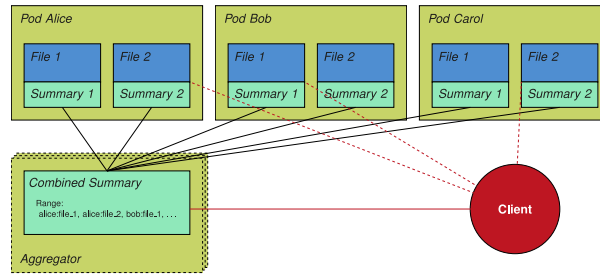 Pod Alice
Pod Bob
Pod Carol
File 1
File 2
File 1
File 2
File 1
File 2
Summary 1
Summary 2
Summary 1
Summary 2
Summary 1
Summary 2
Combined Summary
Range:
alice:file_1, alice:file_2, bob:file_1, ...
Client
Aggregator